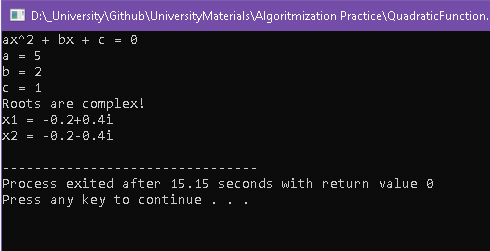 D:\_University\Github\UniversityMaterials\Algoritmization Practice\QuadraticFunction.
ax^2 + bx + c = 0
a = 5
b = 2
c = 1
Roots are complex!
x1 = -0.2+0.4i
x2 = -0.2-0.4i
--------------------------------
Process exited after 15.15 seconds with return value 0
Press any key to continue . . .